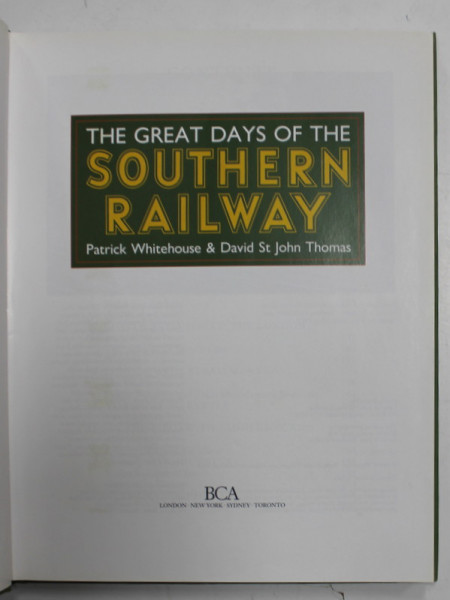 THE GREAT DAYS OF THE
SOUTHERN
RAILWAY
Patrick Whitehouse & David St John Thomas
BCA
LONDON · NEW YORK · SYDNEY · TORONTO